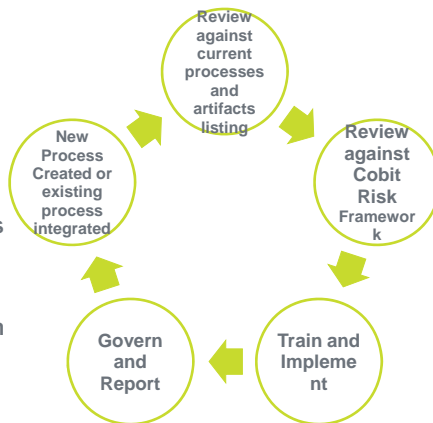 Review
against
current
processes
and
artifacts
listing
New
Process
Created or
existing
process
integrated
Review
against
Cobit
Risk
Framewor
k
s
n
Govern
and
Report
Train and
Impleme
nt